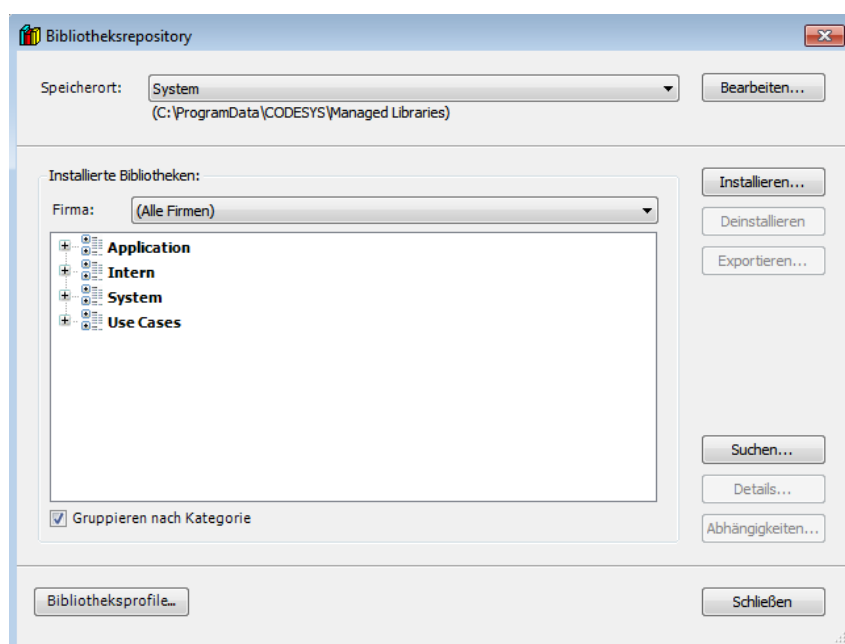 Bibliotheksrepository
Speicherort: System Bearbeiten...
(C:\ProgramData\CODESYS\Managed Libraries)
Installierte Bibliotheken: Installieren...
Firma: (Alle Firmen) Deinstallieren
Application Exportieren...
Intern
System
Use Cases
Suchen...
Details...
Gruppieren nach Kategorie Abhängigkeiten...
Bibliotheksprofile... Schließen